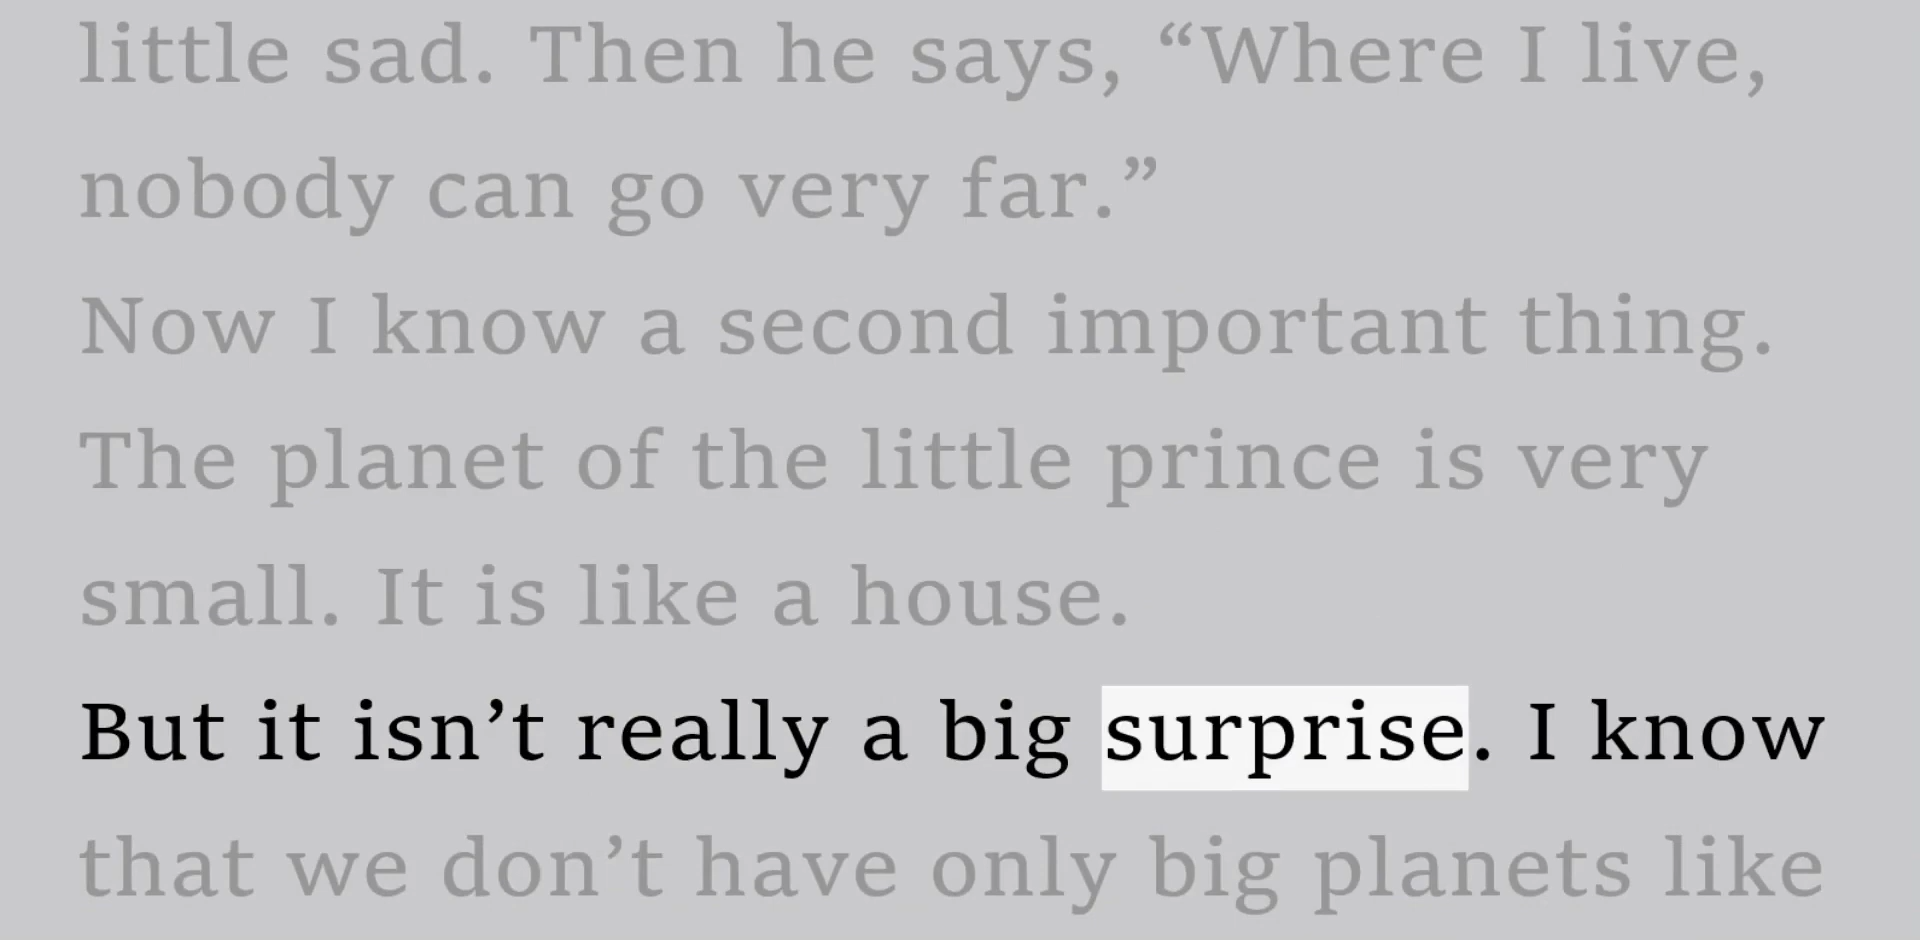 little sad. Then he says, “Where I live,
nobody can go very far.”
Now I know a second important thing.
The planet of the little prince is very
small. It is like a house.
But it isn’t really a big surprise. I know
that we don’t have only big planets like